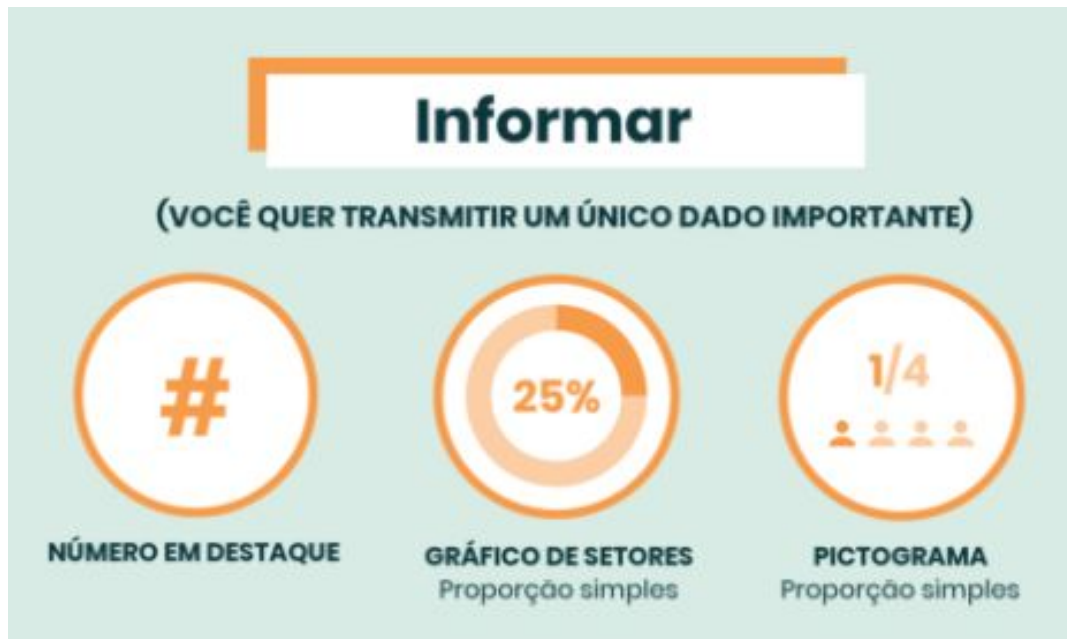 Informar
(VOCÊ QUER TRANSMITIR UM ÚNICO DADO IMPORTANTE)
#
25%
1/4
NÚMERO EM DESTAQUE
GRÁFICO DE SETORES
Proporção simples
PICTOGRAMA
Proporção simples